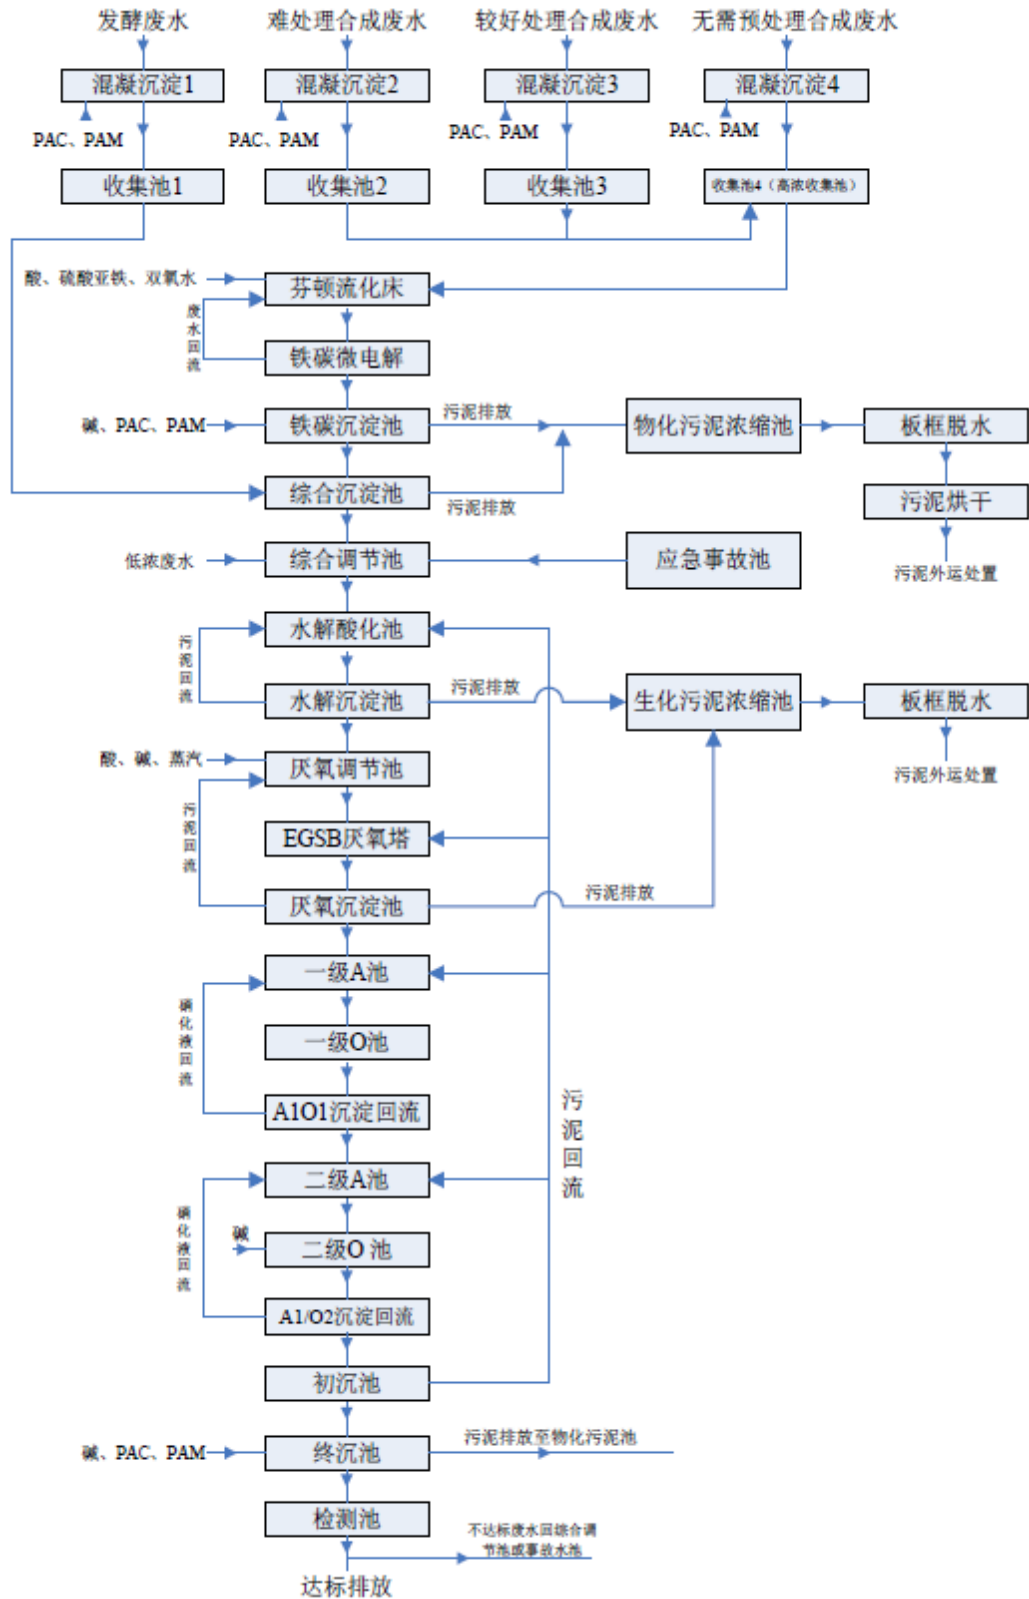 发酵废水
难处理合成废水
较好处理合成废水
无需预处理合成废水
混凝沉淀1
混凝沉淀2
混凝沉淀3
混凝沉淀4
PAC、PAM
PAC、PAM
PAC、PAM
PAC、PAM
收集池1
收集池2
收集池3
收集池4（高浓收集池）
酸、硫酸亚铁、双氧水
芬顿流化床
废水回流
铁碳微电解
碱、PAC、PAM
铁碳沉淀池
污泥排放
物化污泥浓缩池
板框脱水
综合沉淀池
污泥排放
污泥烘干
低浓废水
综合调节池
应急事故池
污泥外运处置
水解酸化池
污泥回流
水解沉淀池
污泥排放
生化污泥浓缩池
板框脱水
酸、碱、蒸汽
厌氧调节池
污泥外运处置
污泥回流
EGSB厌氧塔
厌氧沉淀池
污泥排放
一级A池
硝化液回流
一级O池
A1O1沉淀回流
污泥回流
二级A池
硝化液回流
碱
二级O 池
A1/O2沉淀回流
初沉池
碱、PAC、PAM
终沉池
污泥排放至物化污泥池
检测池
不达标废水回综合调
节池或事故水池
达标排放